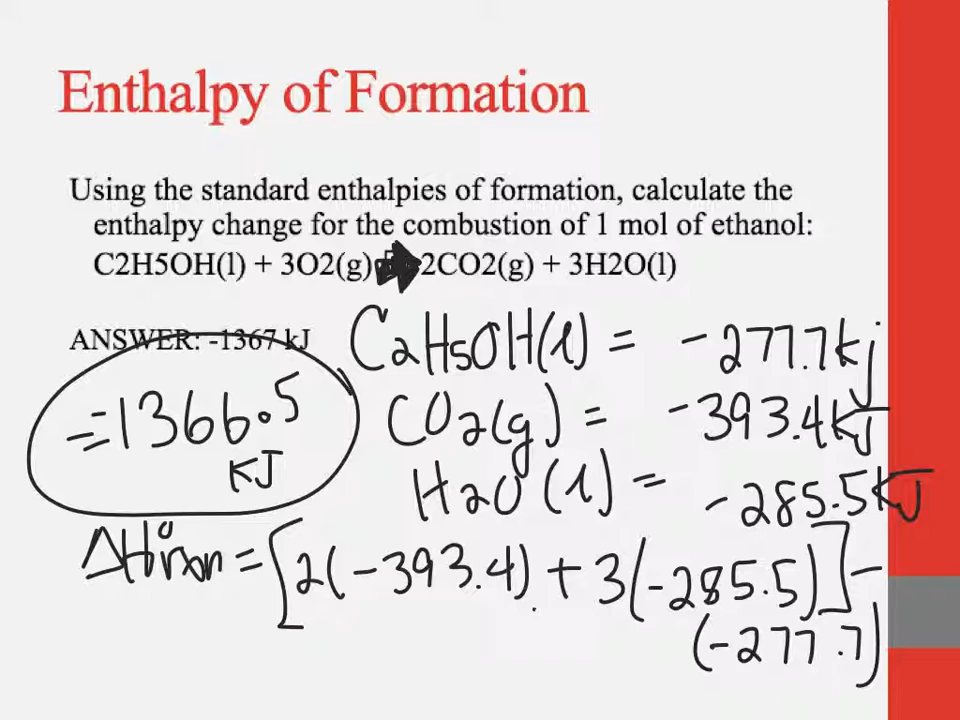 Enthalpy of Formation
Using the standard enthalpies of formation, calculate the
enthalpy change for the combustion of 1 mol of ethanol:
C2H5OH(l) + 3O2(g) 2CO2(g) + 3H2O(l)
ANSWER: -1367 kJ
C2H5OH(l) = -277.7kj
CO2(g) = -393.4kJ
H2O(l) = -285.5kJ
=-1366.5
KJ
ΔH°rxn = [2(-393.4) + 3(-285.5)] -
(-277.7)